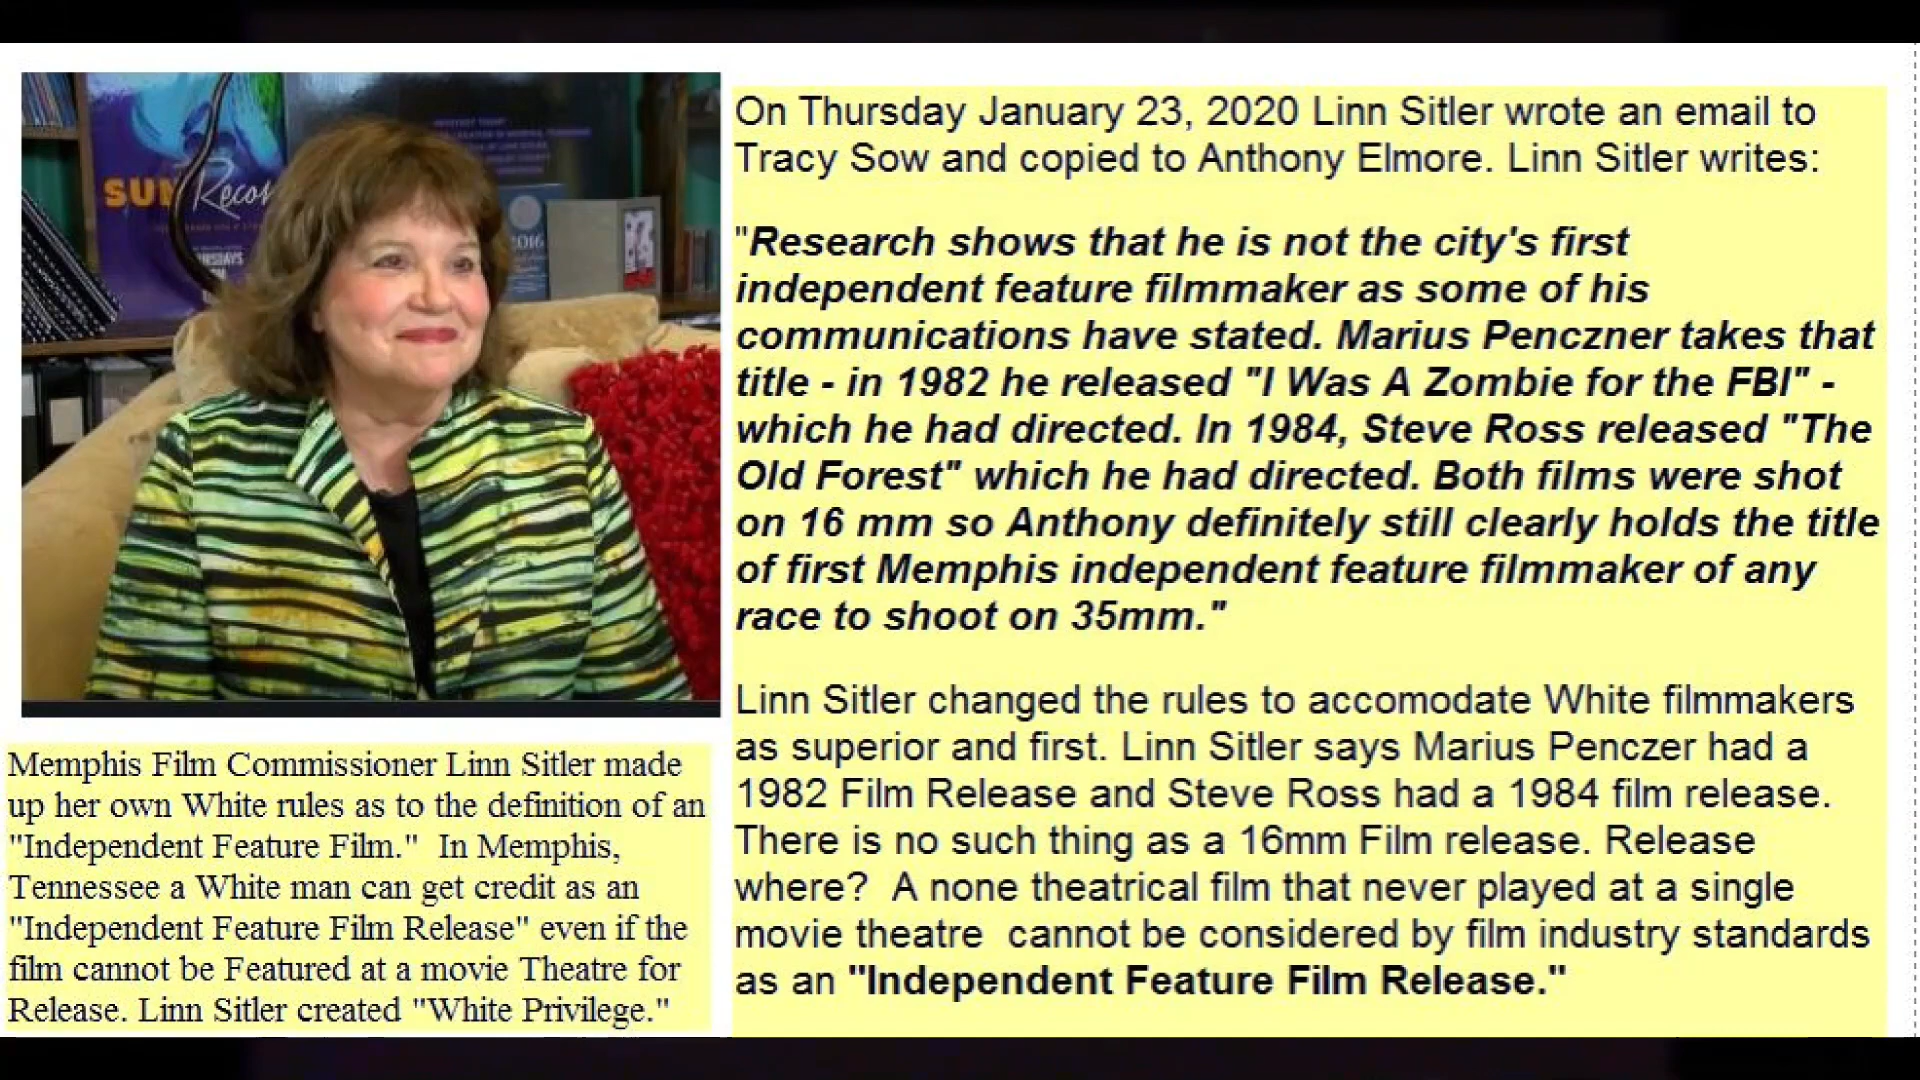 SUN Recor
2016
On Thursday January 23, 2020 Linn Sitler wrote an email to
Tracy Sow and copied to Anthony Elmore. Linn Sitler writes:
"Research shows that he is not the city's first
independent feature filmmaker as some of his
communications have stated. Marius Penczner takes that
title - in 1982 he released "I Was A Zombie for the FBI" -
which he had directed. In 1984, Steve Ross released "The
Old Forest" which he had directed. Both films were shot
on 16 mm so Anthony definitely still clearly holds the title
of first Memphis independent feature filmmaker of any
race to shoot on 35mm."
Linn Sitler changed the rules to accomodate White filmmakers
as superior and first. Linn Sitler says Marius Penczer had a
1982 Film Release and Steve Ross had a 1984 film release.
There is no such thing as a 16mm Film release. Release
where?  A none theatrical film that never played at a single
movie theatre  cannot be considered by film industry standards
as an "Independent Feature Film Release."
Memphis Film Commissioner Linn Sitler made
up her own White rules as to the definition of an
"Independent Feature Film."  In Memphis,
Tennessee a White man can get credit as an
"Independent Feature Film Release" even if the
film cannot be Featured at a movie Theatre for
Release. Linn Sitler created "White Privilege."